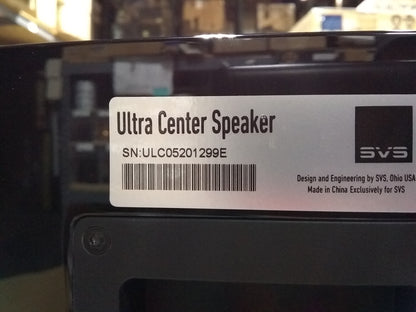 Ultra Center Speaker
SN:ULC05201299E
SVS
Design and Engineering by SVS, Ohio USA
Made in China Exclusively for SVS